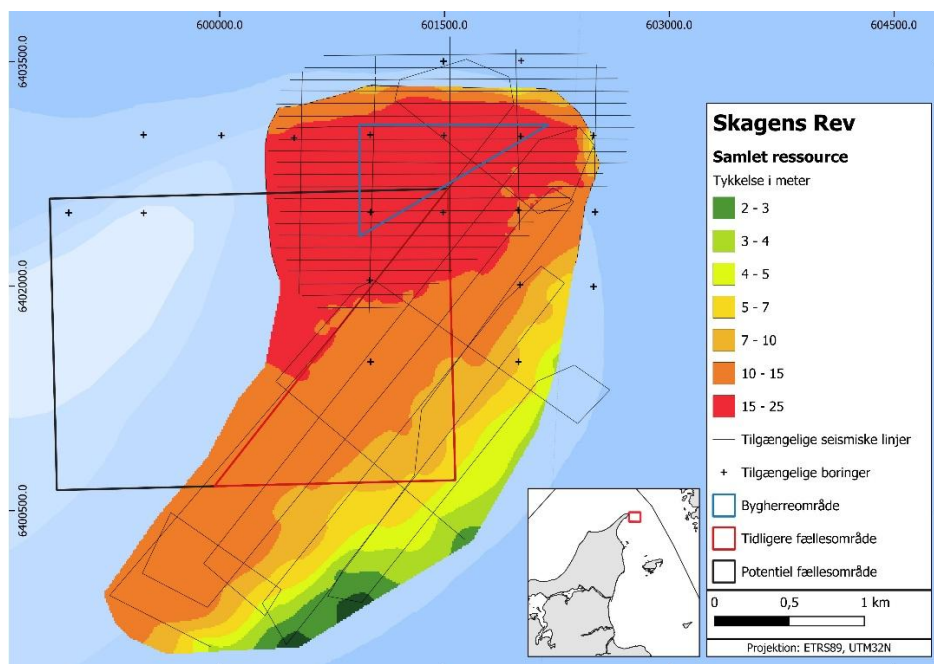 600000.0
601500.0
603000.0
604500.0
6403500.0
6402000.0
6400500.0
Skagens Rev
Samlet ressource
Tykkelse i meter
2 - 3
3 - 4
4 - 5
5 - 7
7 - 10
10 - 15
15 - 25
Tilgængelige seismiske linjer
Tilgængelige boringer
Bygherreområde
Tidligere fællesområde
Potentiel fællesområde
0 0,5 1 km
Projektion: ETRS89, UTM32N